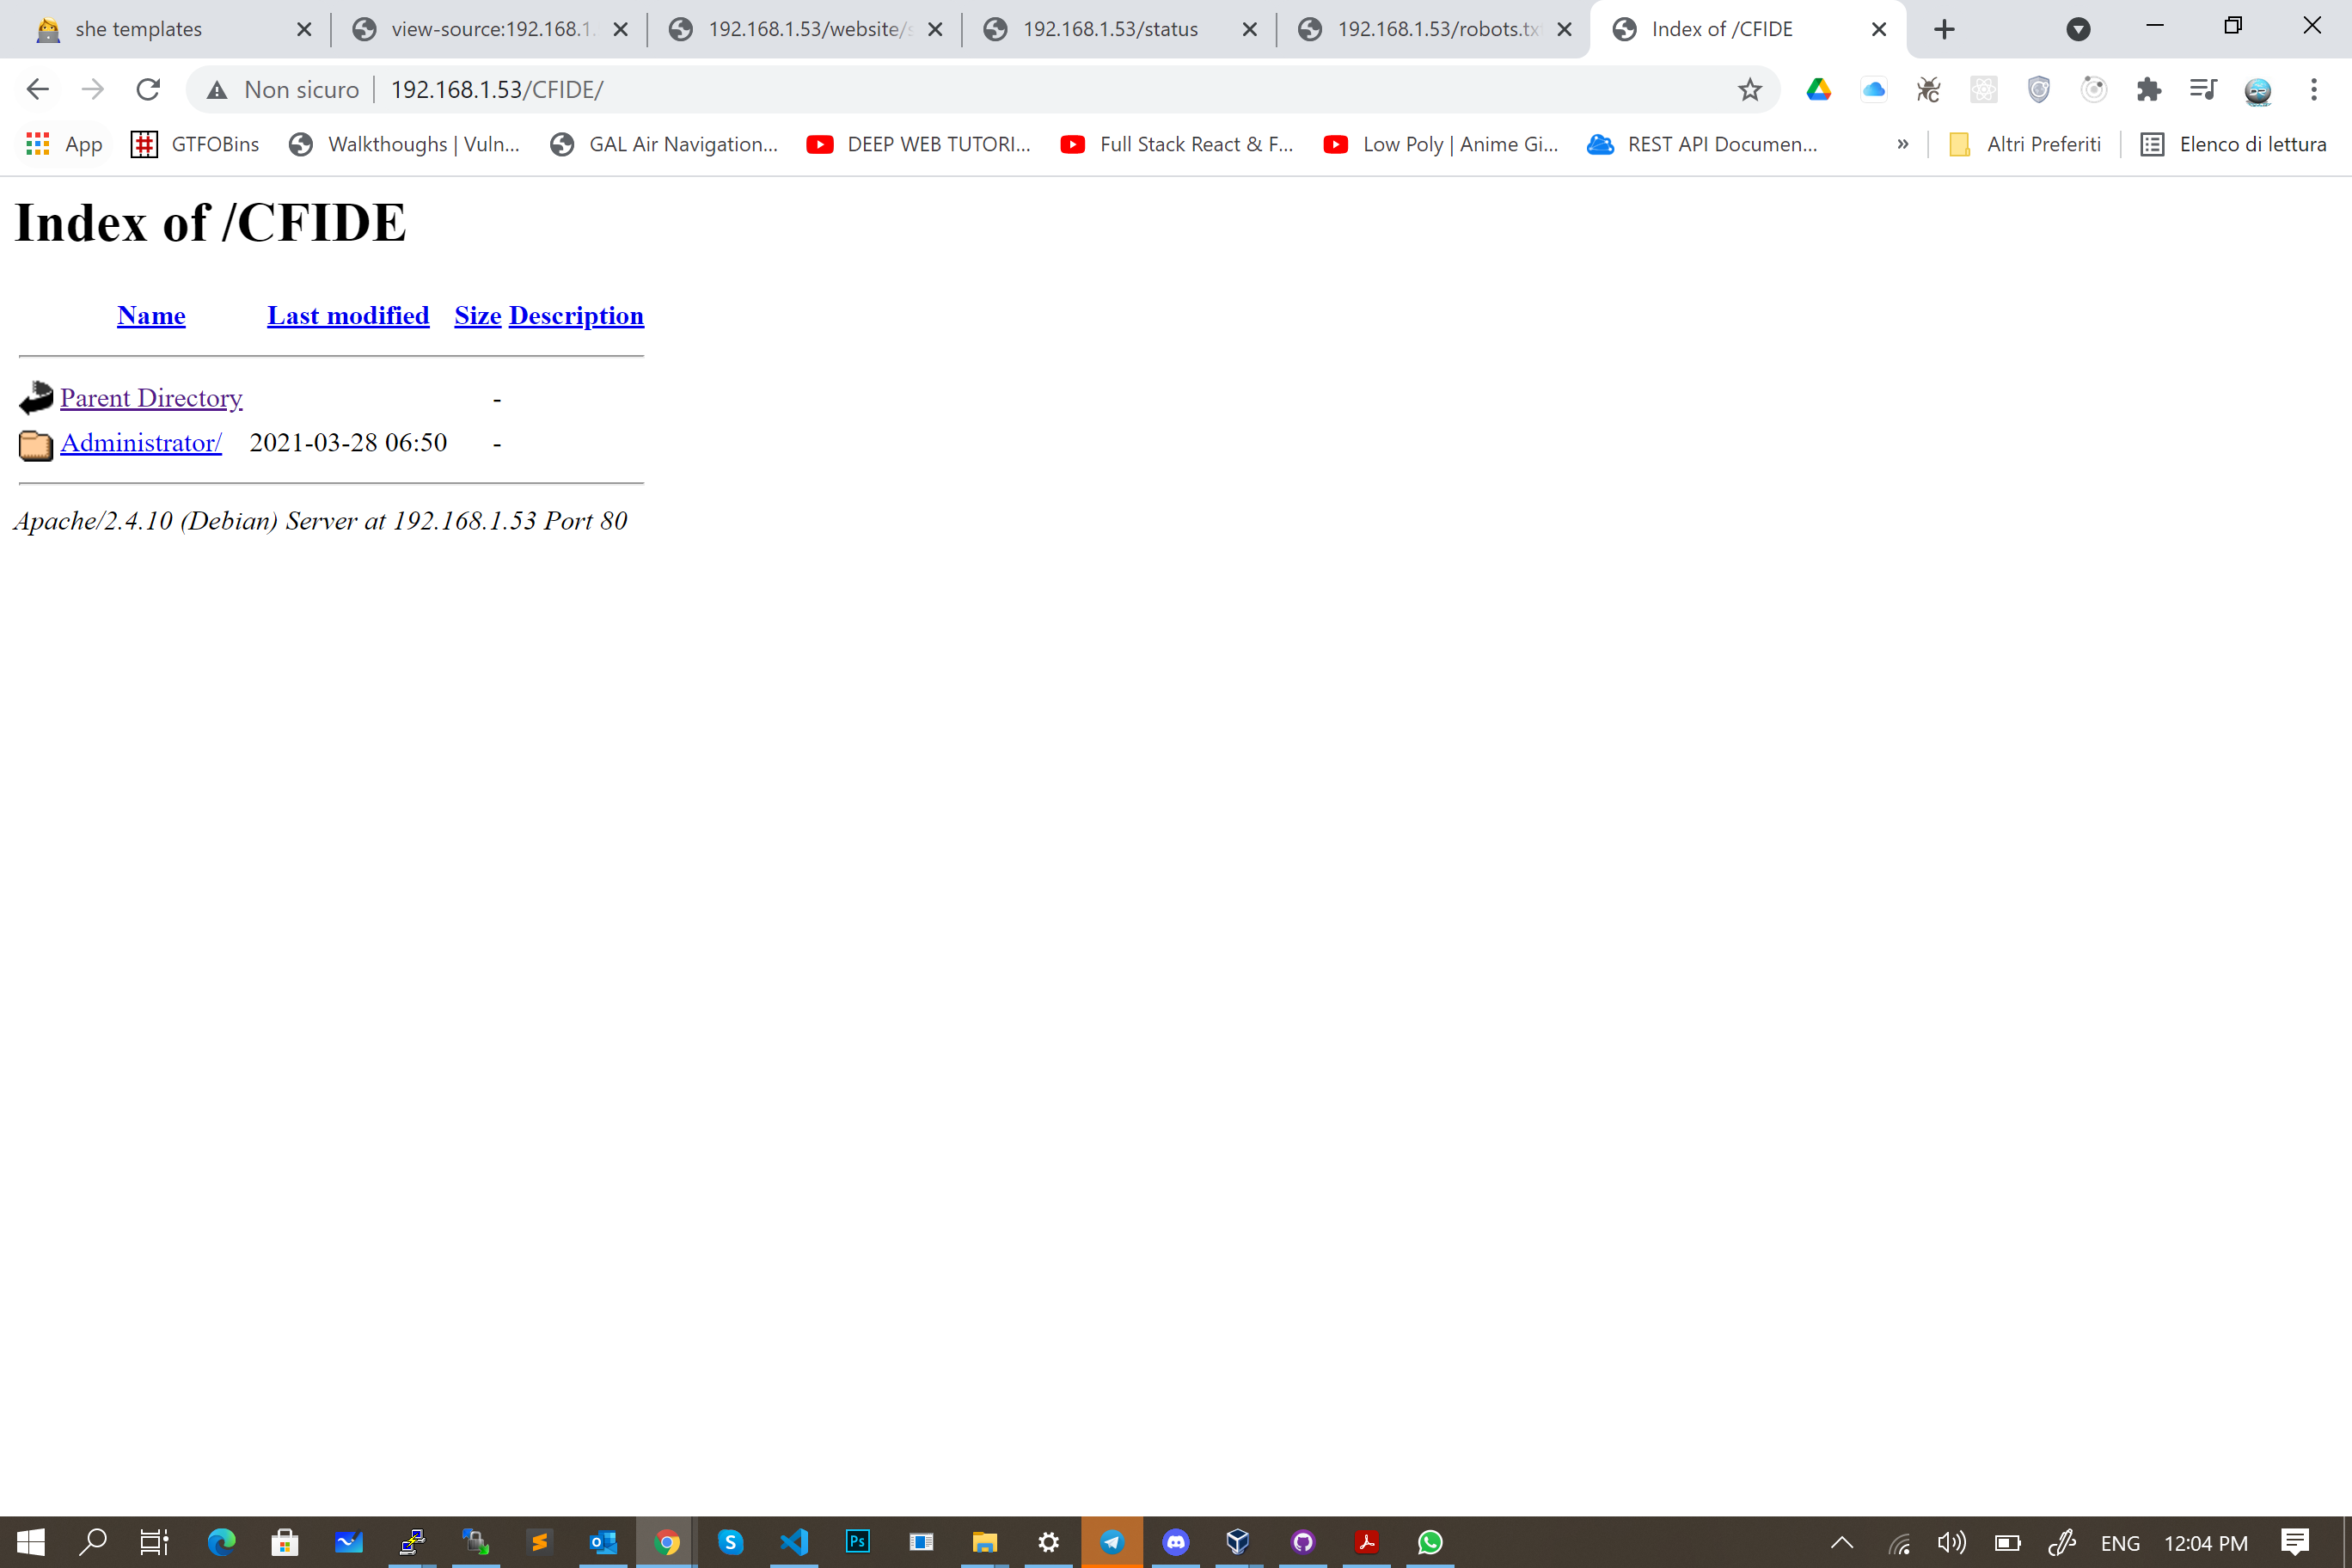 she templates
view-source:192.168.1.
192.168.1.53/website/s
192.168.1.53/status
192.168.1.53/robots.tx
Index of /CFIDE
Non sicuro 192.168.1.53/CFIDE/
App GTFOBins Walkthoughs | Vuln... GAL Air Navigation... DEEP WEB TUTORI... Full Stack React & F... Low Poly | Anime Gi... REST API Documen... » Altri Preferiti Elenco di lettura
Index of /CFIDE
Name Last modified Size Description
Parent Directory -
Administrator/ 2021-03-28 06:50 -
Apache/2.4.10 (Debian) Server at 192.168.1.53 Port 80
Ps
ENG 12:04 PM